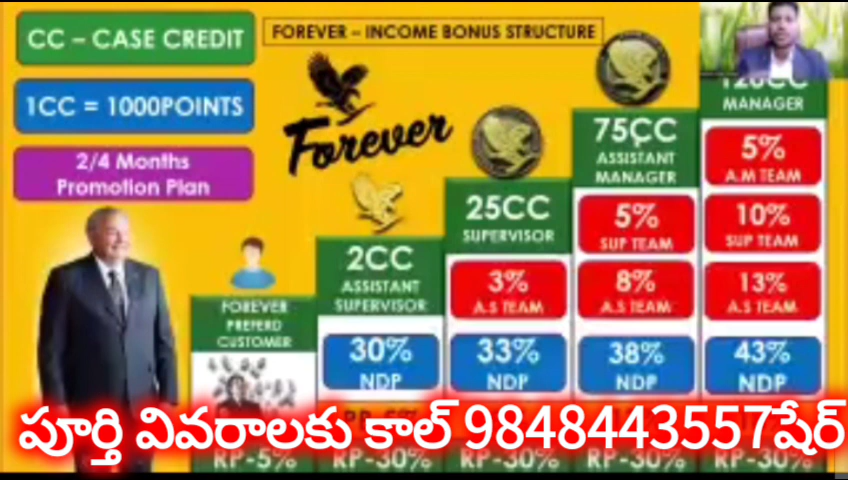 CC – CASE CREDIT
1CC = 1000POINTS
2/4 Months
Promotion Plan
FOREVER – INCOME BONUS STRUCTURE
Forever
FOREVER
PREFERD
CUSTOMER
2CC
ASSISTANT
SUPERVISOR
30%
NDP
25CC
SUPERVISOR
3%
A.S TEAM
33%
NDP
75CC
ASSISTANT
MANAGER
5%
SUP TEAM
8%
A.S TEAM
38%
NDP
120CC
MANAGER
5%
A.M TEAM
10%
SUP TEAM
13%
A.S TEAM
43%
NDP
పూర్తి వివరాలకు కాల్ 9848443557షేర్
RP-5% RP-30% RP-30% RP-30% RP-30%